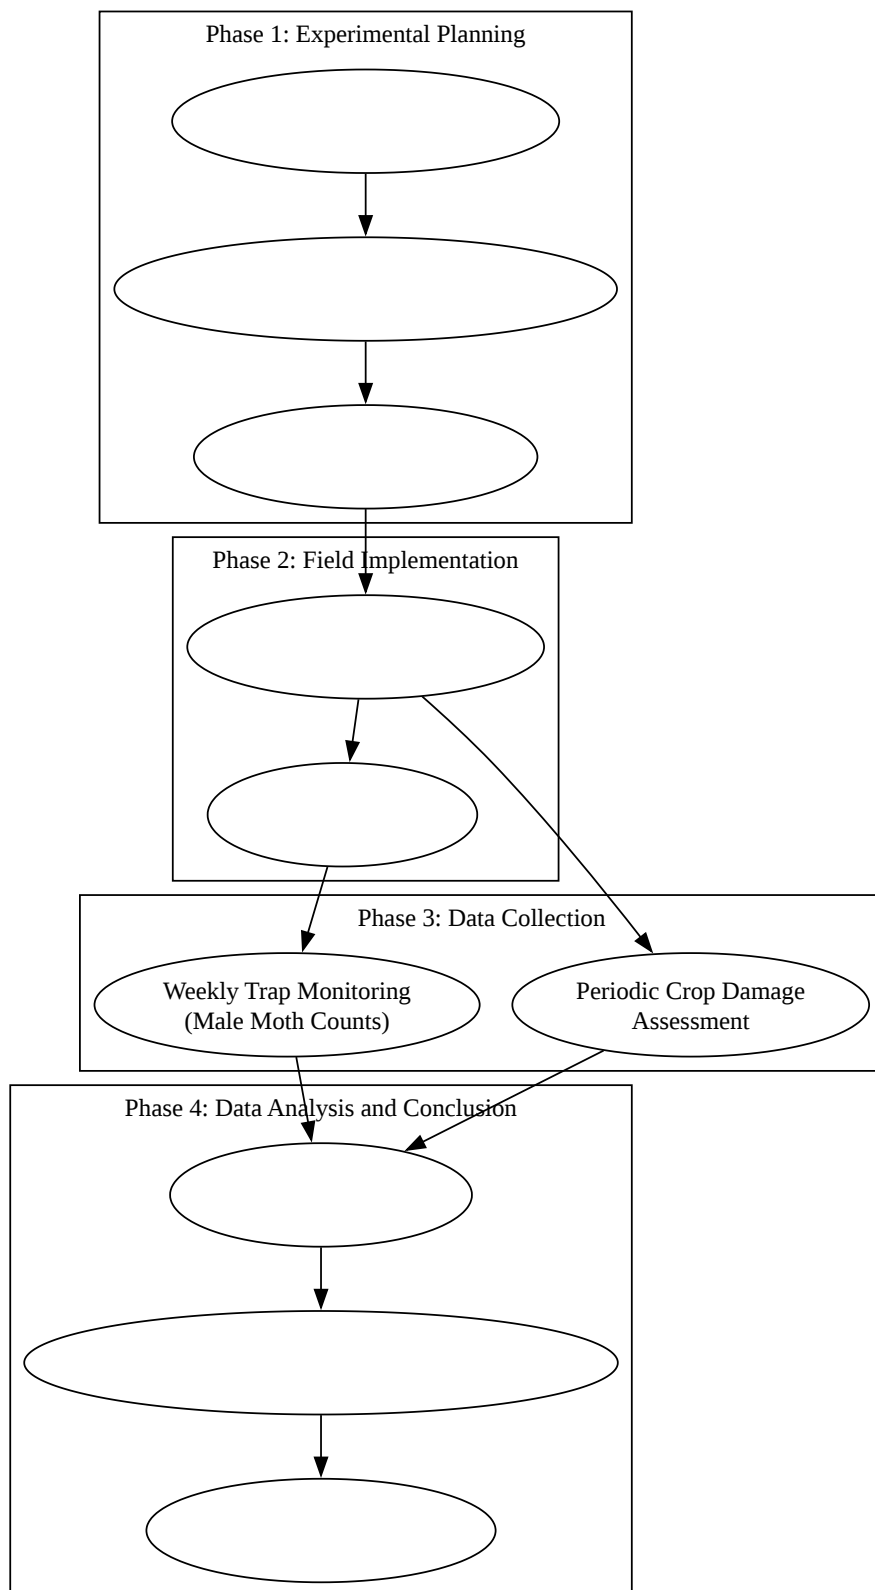 Phase 1: Experimental Planning
Phase 2: Field Implementation
Phase 3: Data Collection
Weekly Trap Monitoring
(Male Moth Counts)
Periodic Crop Damage
Assessment
Phase 4: Data Analysis and Conclusion